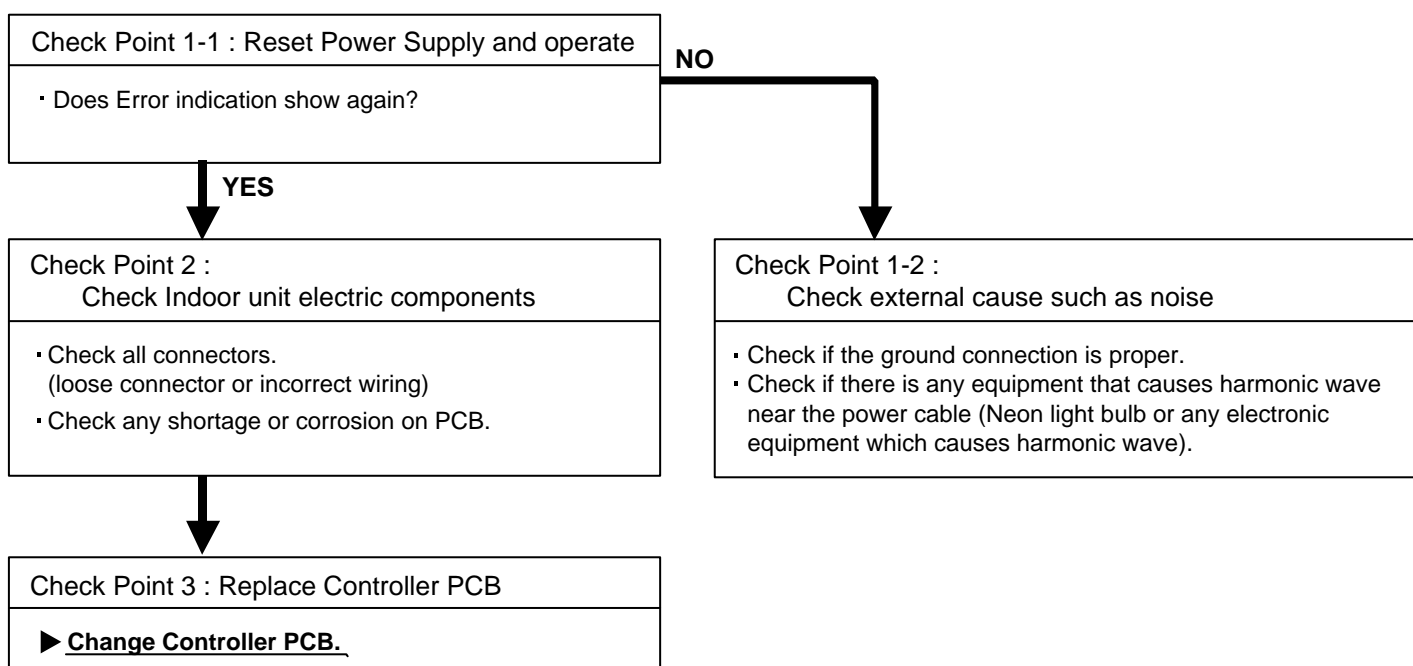 Check Point 1-1 : Reset Power Supply and operate
・Does Error indication show again?
NO
YES
Check Point 2 :
Check Indoor unit electric components
・Check all connectors.
(loose connector or incorrect wiring)
・Check any shortage or corrosion on PCB.
Check Point 1-2 :
Check external cause such as noise
・Check if the ground connection is proper.
・Check if there is any equipment that causes harmonic wave
near the power cable (Neon light bulb or any electronic
equipment which causes harmonic wave).
Check Point 3 : Replace Controller PCB
▶ Change Controller PCB.